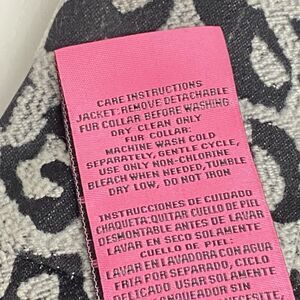 CARE INSTRUCTIONS
JACKET: REMOVE DETACHABLE
FUR COLLAR BEFORE WASHING
DRY CLEAN ONLY
FUR COLLAR:
MACHINE WASH COLD
SEPARATELY, GENTLE CYCLE,
USE ONLY NON-CHLORINE
BLEACH WHEN NEEDED, TUMBLE
DRY LOW, DO NOT IRON
INSTRUCCIONES DE CUIDADO
CHAQUETA: QUITAR CUELLO DE PIEL
DESMONTABLE ANTES DE LAVAR
LAVAR EN SECO SOLAMENTE
CUELLO DE PIEL:
LAVAR EN LAVADORA CON AGUA
FRIA POR SEPARADO, CICLO
DELICADO USAR SOLAMENTE